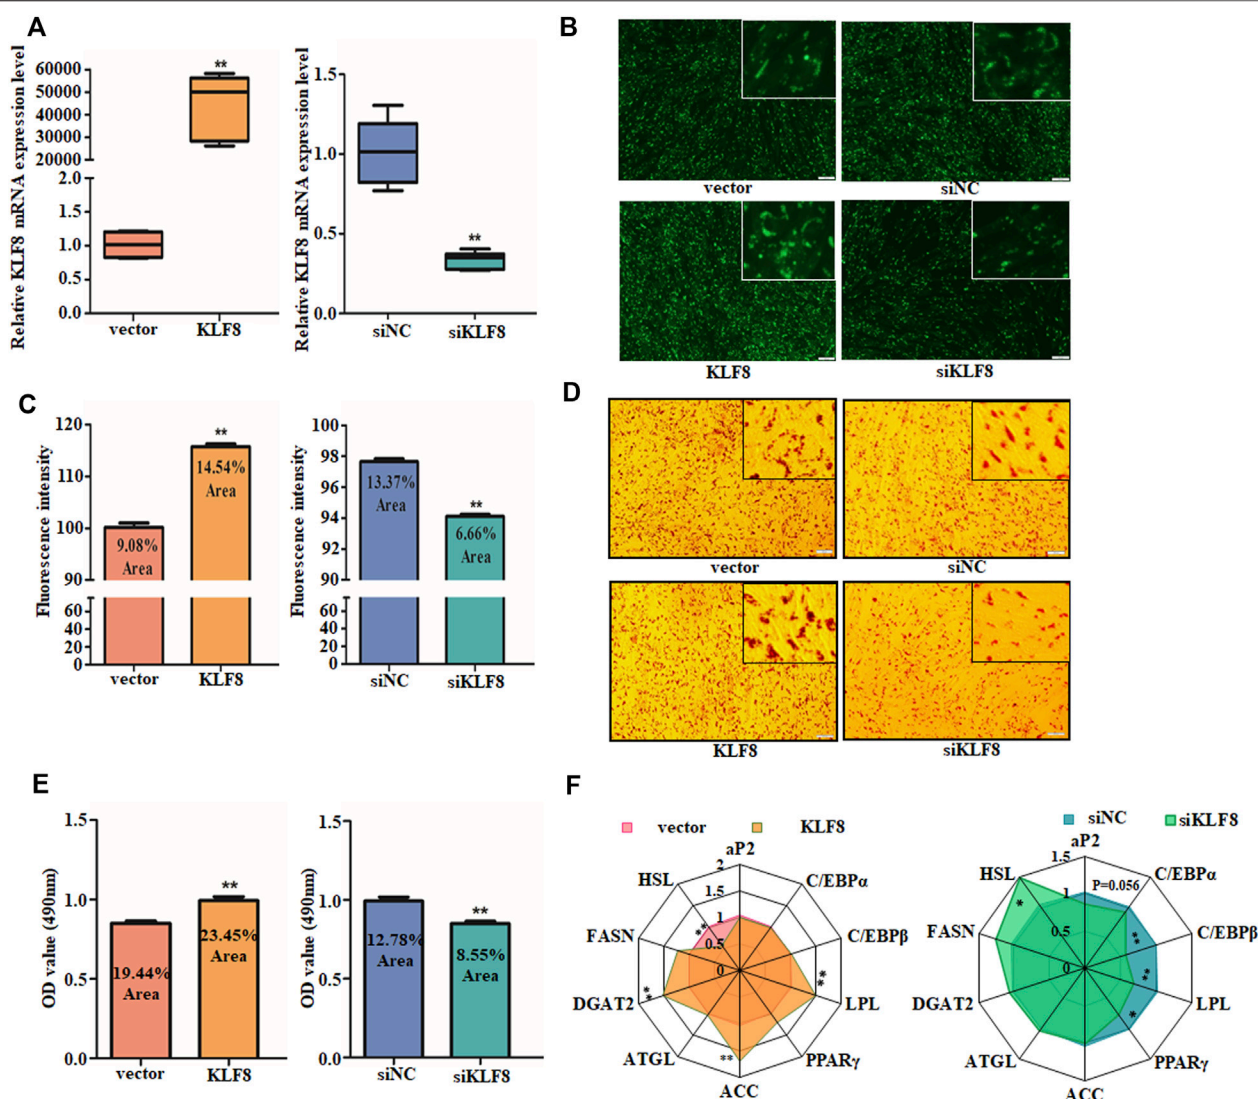 A
Relative KLF8 mRNA expression level
60000
50000
40000
30000
20000
2.0
1.5
1.0
0.5
0.0
**
vector
KLF8
Relative KLF8 mRNA expression level
1.5
1.0
0.5
0.0
**
siNC
siKLF8
B
vector
siNC
KLF8
siKLF8
C
Fluorescence intensity
120
110
100
90
60
40
20
0
9.08%
Area
**
14.54%
Area
vector
KLF8
Fluorescence intensity
100
98
96
94
92
90
60
40
20
0
13.37%
Area
**
6.66%
Area
siNC
siKLF8
D
vector
siNC
KLF8
siKLF8
E
OD value (490nm)
1.5
1.0
0.5
0.0
19.44%
Area
**
23.45%
Area
vector
KLF8
OD value (490nm)
1.5
1.0
0.5
0.0
12.78%
Area
**
8.55%
Area
siNC
siKLF8
F
vector
KLF8
aP2
C/EBPα
C/EBPβ
LPL
PPARγ
ACC
ATGL
DGAT2
FASN
HSL
2
1.5
1
0.5
0
**
**
**
**
siNC
siKLF8
aP2
C/EBPα
C/EBPβ
LPL
PPARγ
ACC
ATGL
DGAT2
FASN
HSL
1.5
1
0.5
0
P=0.056
*
**
**
*